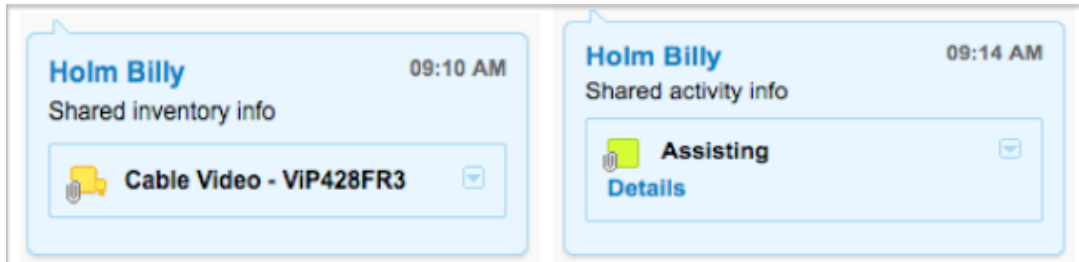 Holm Billy 09:10 AM
Shared inventory info
Cable Video - ViP428FR3
Holm Billy 09:14 AM
Shared activity info
Assisting
Details